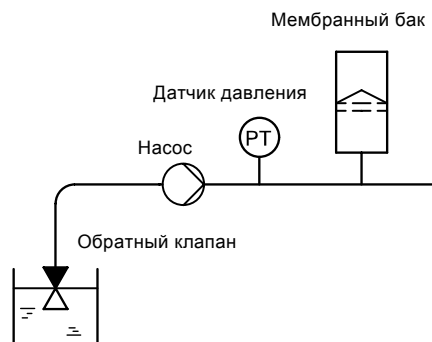 Мембранный бак
Датчик давления
PT
Насос
Обратный клапан